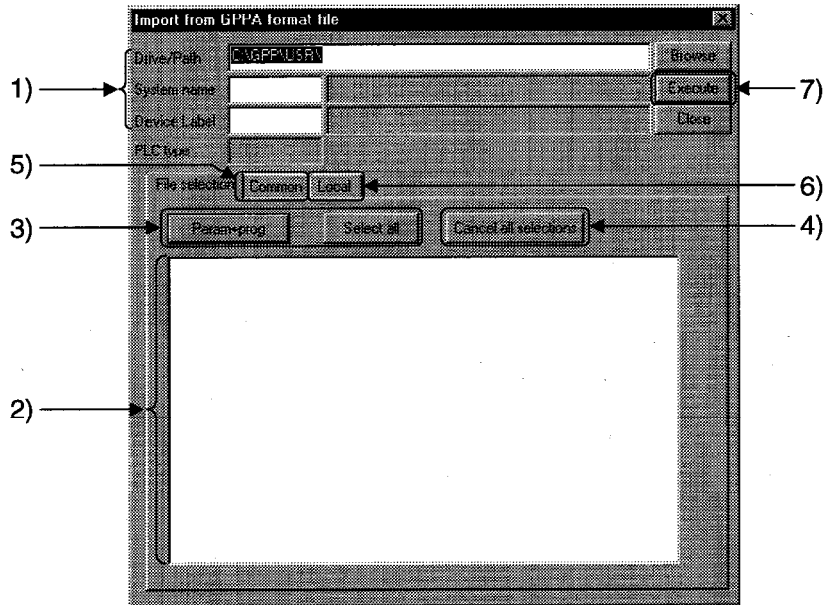 Import from GPPA format file
Drive/Path C:\GPP\USR\ Browse
1) System name Execute 7)
Device Label Close
PLC type
5) File selection Common Local 6)
3) Param+prog Select all Cancel all selections 4)
2)